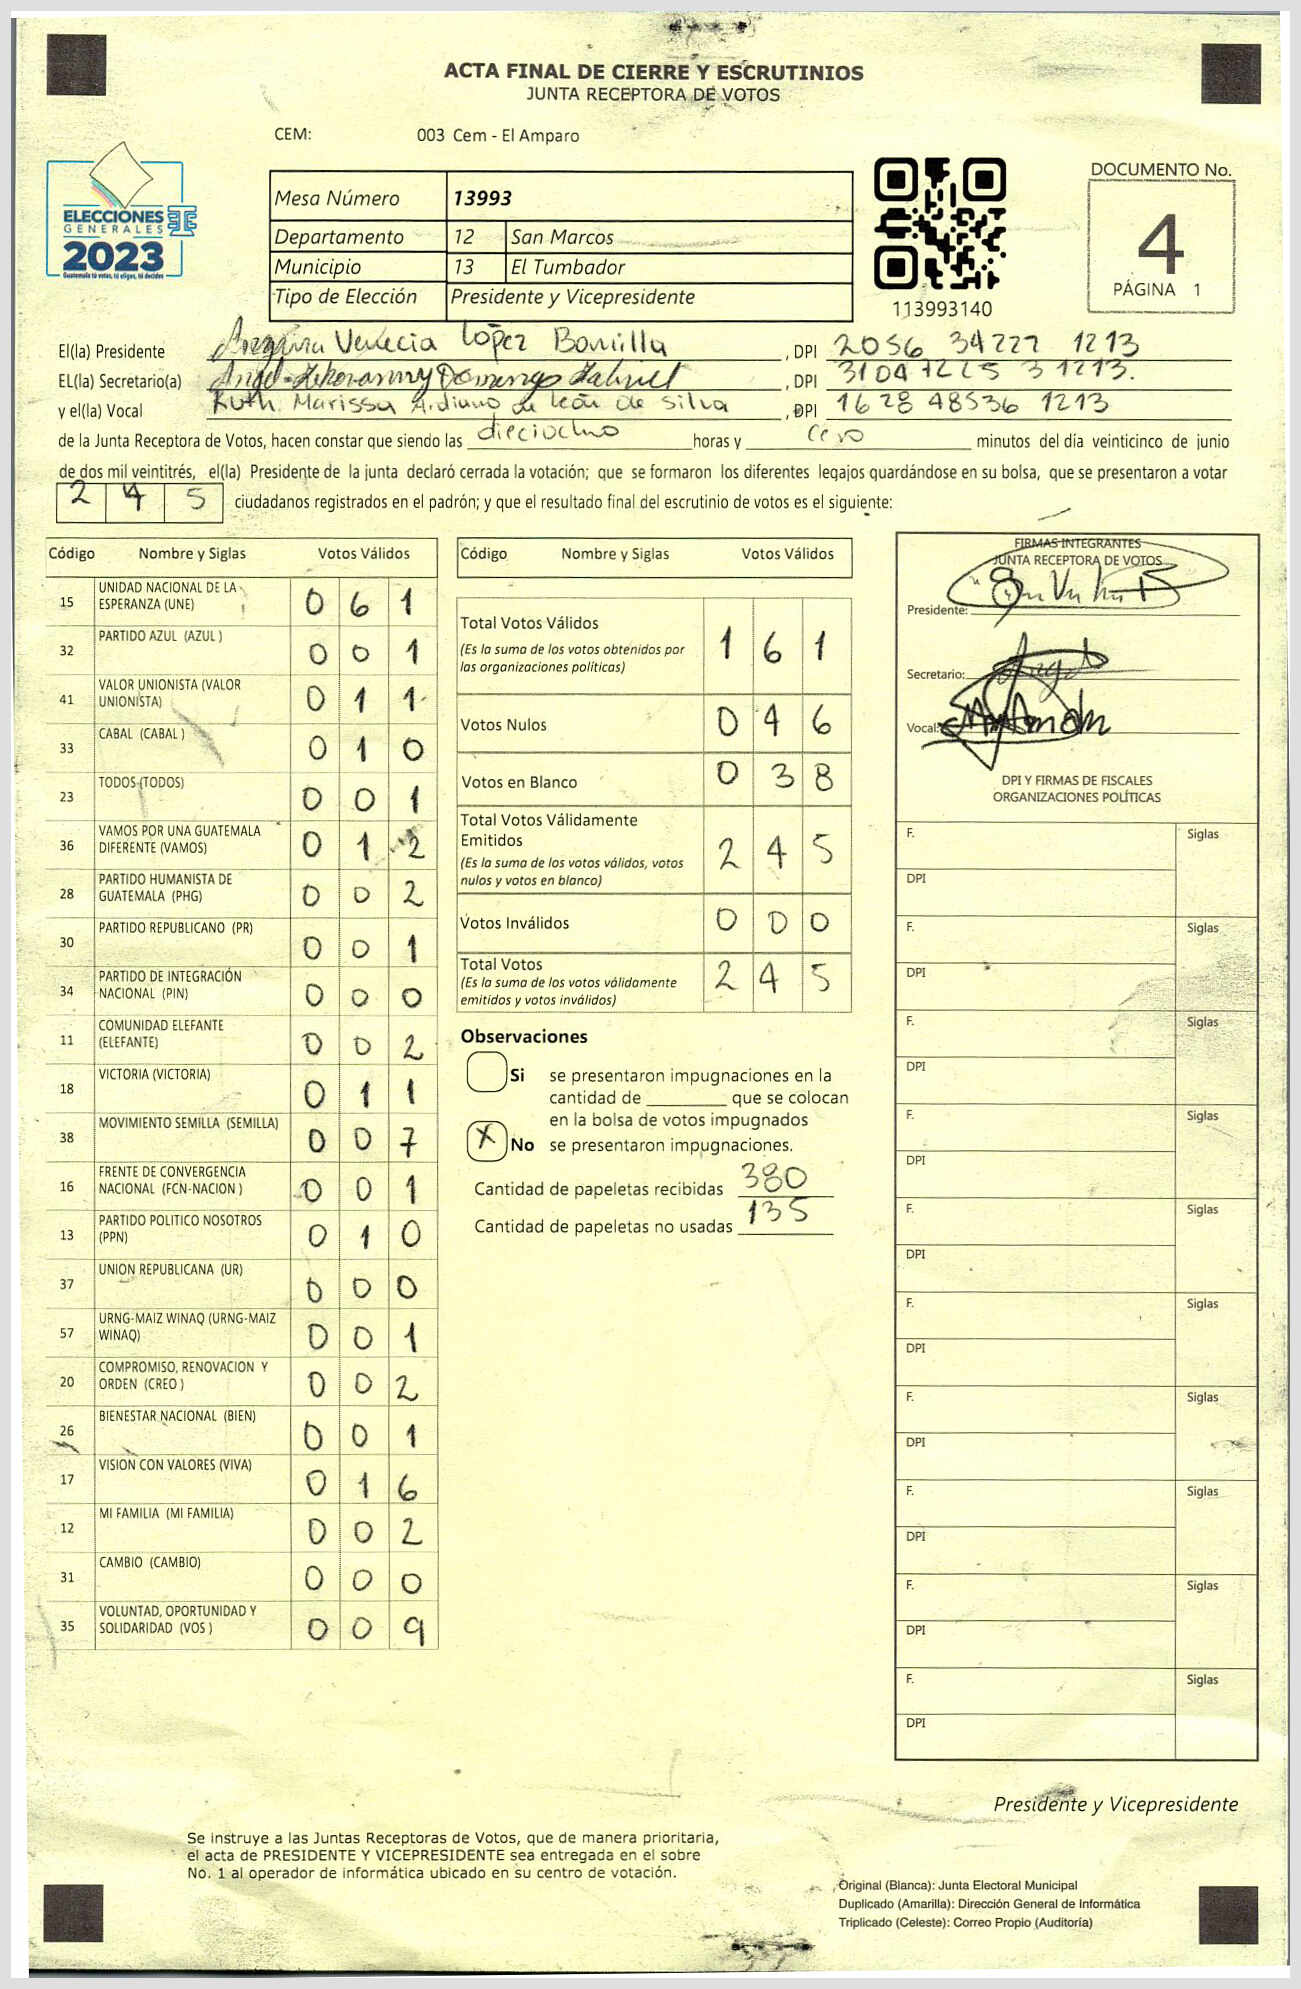 ACTA FINAL DE CIERRE Y ESCRUTINIOS
JUNTA RECEPTORA DE VOTOS
CEM: 003 Cem - El Amparo
ELECCIONES
GENERALES
2023
Guatemala tú votas, tú eliges, tú decides
Mesa Número 13993
Departamento 12 San Marcos
Municipio 13 El Tumbador
Tipo de Elección Presidente y Vicepresidente
113993140
DOCUMENTO No.
4
PÁGINA 1
El(la) Presidente Venecia López Bonilla, DPI 2056 34227 1213
EL(la) Secretario(a) Domingo, DPI 31047225 3 1213.
y el(la) Vocal Ruth Marissa de León de Silva, DPI 1628 48536 1213
de la Junta Receptora de Votos, hacen constar que siendo las dieciocho horas y cero minutos del día veinticinco de junio
de dos mil veintitrés, el(la) Presidente de la junta declaró cerrada la votación; que se formaron los diferentes legajos guardándose en su bolsa, que se presentaron a votar
2 4 5 ciudadanos registrados en el padrón; y que el resultado final del escrutinio de votos es el siguiente:
Código Nombre y Siglas Votos Válidos
15 UNIDAD NACIONAL DE LA
ESPERANZA (UNE) 0 6 1
32 PARTIDO AZUL (AZUL ) 0 0 1
41 VALOR UNIONISTA (VALOR
UNIONISTA) 0 1 1
33 CABAL (CABAL ) 0 1 0
23 TODOS (TODOS) 0 0 1
36 VAMOS POR UNA GUATEMALA
DIFERENTE (VAMOS) 0 1 2
28 PARTIDO HUMANISTA DE
GUATEMALA (PHG) 0 0 2
30 PARTIDO REPUBLICANO (PR) 0 0 1
34 PARTIDO DE INTEGRACIÓN
NACIONAL (PIN) 0 0 0
11 COMUNIDAD ELEFANTE
(ELEFANTE) 0 0 2
18 VICTORIA (VICTORIA) 0 1 1
38 MOVIMIENTO SEMILLA (SEMILLA) 0 0 7
16 FRENTE DE CONVERGENCIA
NACIONAL (FCN-NACION ) 0 0 1
13 PARTIDO POLITICO NOSOTROS
(PPN) 0 1 0
37 UNION REPUBLICANA (UR) 0 0 0
57 URNG-MAIZ WINAQ (URNG-MAIZ
WINAQ) 0 0 1
20 COMPROMISO, RENOVACION Y
ORDEN (CREO ) 0 0 2
26 BIENESTAR NACIONAL (BIEN) 0 0 1
17 VISION CON VALORES (VIVA) 0 1 6
12 MI FAMILIA (MI FAMILIA) 0 0 2
31 CAMBIO (CAMBIO) 0 0 0
35 VOLUNTAD, OPORTUNIDAD Y
SOLIDARIDAD (VOS ) 0 0 9
Código Nombre y Siglas Votos Válidos
Total Votos Válidos 1 6 1
(Es la suma de los votos obtenidos por
las organizaciones políticas)
Votos Nulos 0 4 6
Votos en Blanco 0 3 8
Total Votos Válidamente
Emitidos 2 4 5
(Es la suma de los votos válidos, votos
nulos y votos en blanco)
Votos Inválidos 0 0 0
Total Votos 2 4 5
(Es la suma de los votos válidamente
emitidos y votos inválidos)
Observaciones
Si se presentaron impugnaciones en la
cantidad de ________ que se colocan
en la bolsa de votos impugnados
X No se presentaron impugnaciones.
Cantidad de papeletas recibidas 380
Cantidad de papeletas no usadas 135
FIRMAS INTEGRANTES
JUNTA RECEPTORA DE VOTOS
Presidente:
Secretario:
Vocal:
DPI Y FIRMAS DE FISCALES
ORGANIZACIONES POLÍTICAS
F. Siglas
DPI
F. Siglas
DPI
F. Siglas
DPI
F. Siglas
DPI
F. Siglas
DPI
F. Siglas
DPI
F. Siglas
DPI
F. Siglas
DPI
F. Siglas
DPI
F. Siglas
DPI
Presidente y Vicepresidente
Se instruye a las Juntas Receptoras de Votos, que de manera prioritaria,
el acta de PRESIDENTE Y VICEPRESIDENTE sea entregada en el sobre
No. 1 al operador de informática ubicado en su centro de votación.
Original (Blanca): Junta Electoral Municipal
Duplicado (Amarilla): Dirección General de Informática
Triplicado (Celeste): Correo Propio (Auditoría)